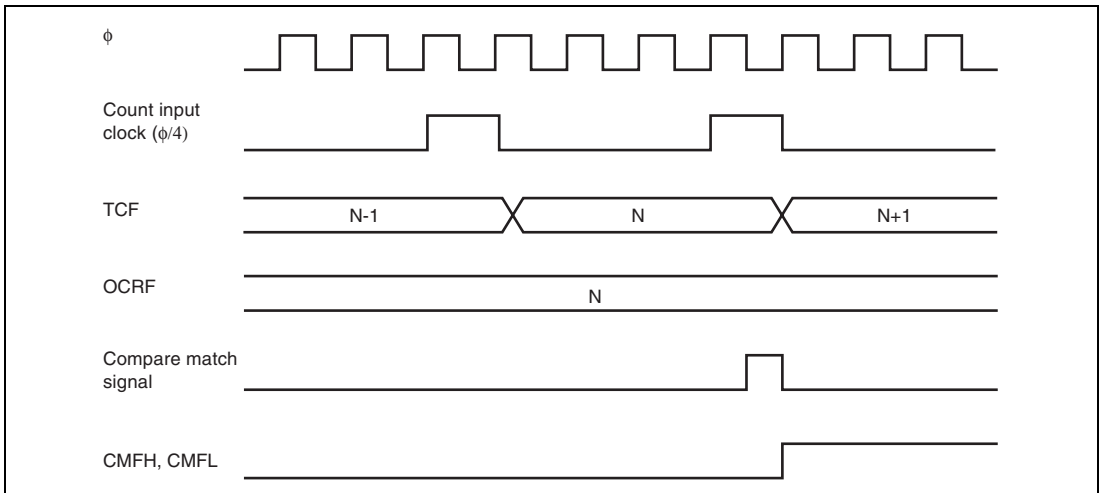 ϕ
Count input
clock (ϕ/4)
TCF
N-1
N
N+1
OCRF
N
Compare match
signal
CMFH, CMFL